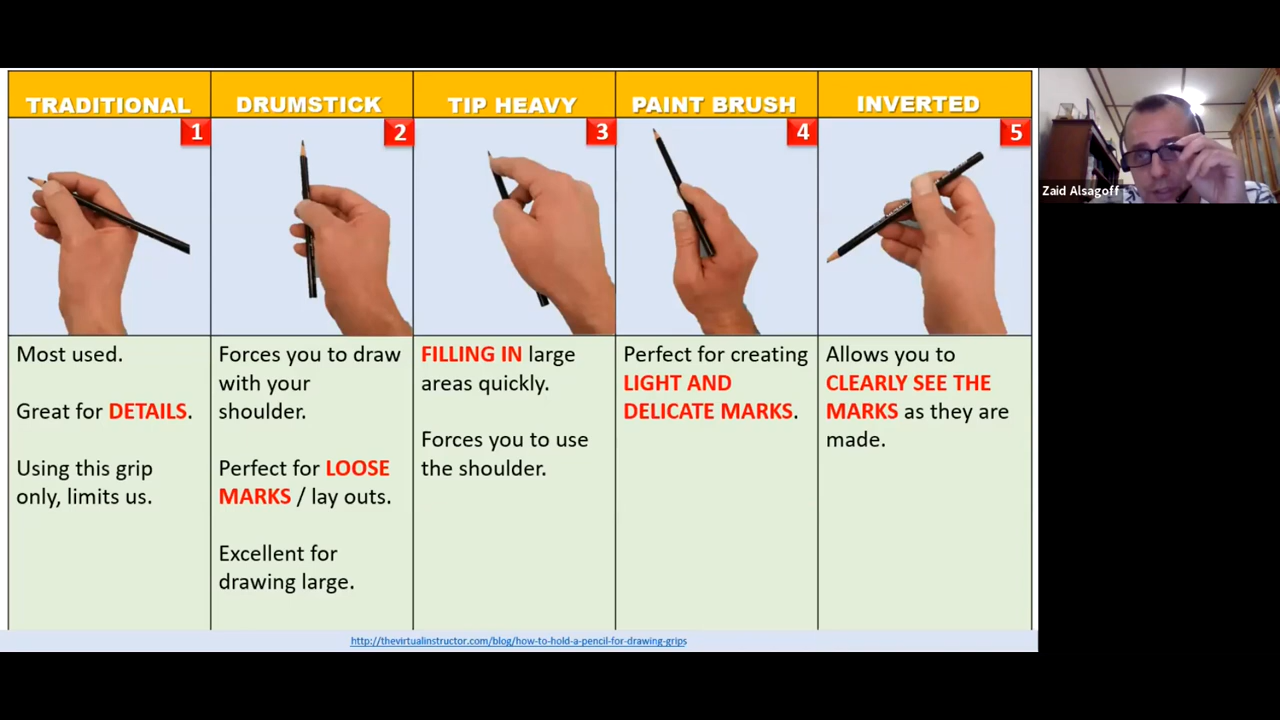 TRADITIONAL
DRUMSTICK
TIP HEAVY
PAINT BRUSH
INVERTED
1
2
3
4
5
Most used.
Great for DETAILS.
Using this grip
only, limits us.
Forces you to draw
with your
shoulder.
Perfect for LOOSE
MARKS / lay outs.
Excellent for
drawing large.
FILLING IN large
areas quickly.
Forces you to use
the shoulder.
Perfect for creating
LIGHT AND
DELICATE MARKS.
Allows you to
CLEARLY SEE THE
MARKS as they are
made.
http://thevirtualinstructor.com/blog/how-to-hold-a-pencil-for-drawing-grips
Zaid Alsagoff